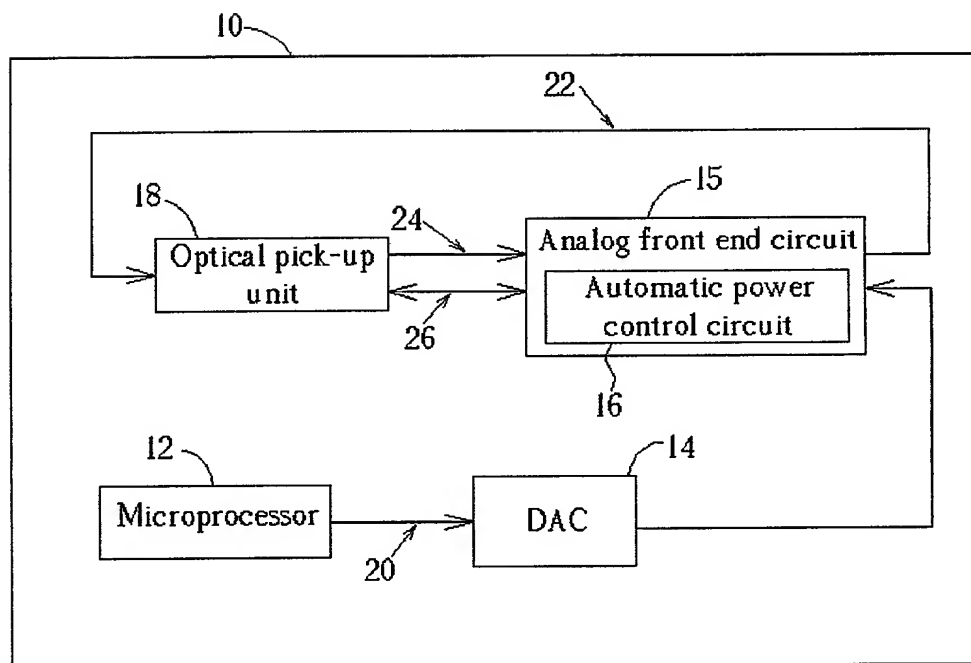 10
22
18
24
15
Optical pick-up
unit
Analog front end circuit
Automatic power
control circuit
26
16
12
14
Microprocessor
DAC
20